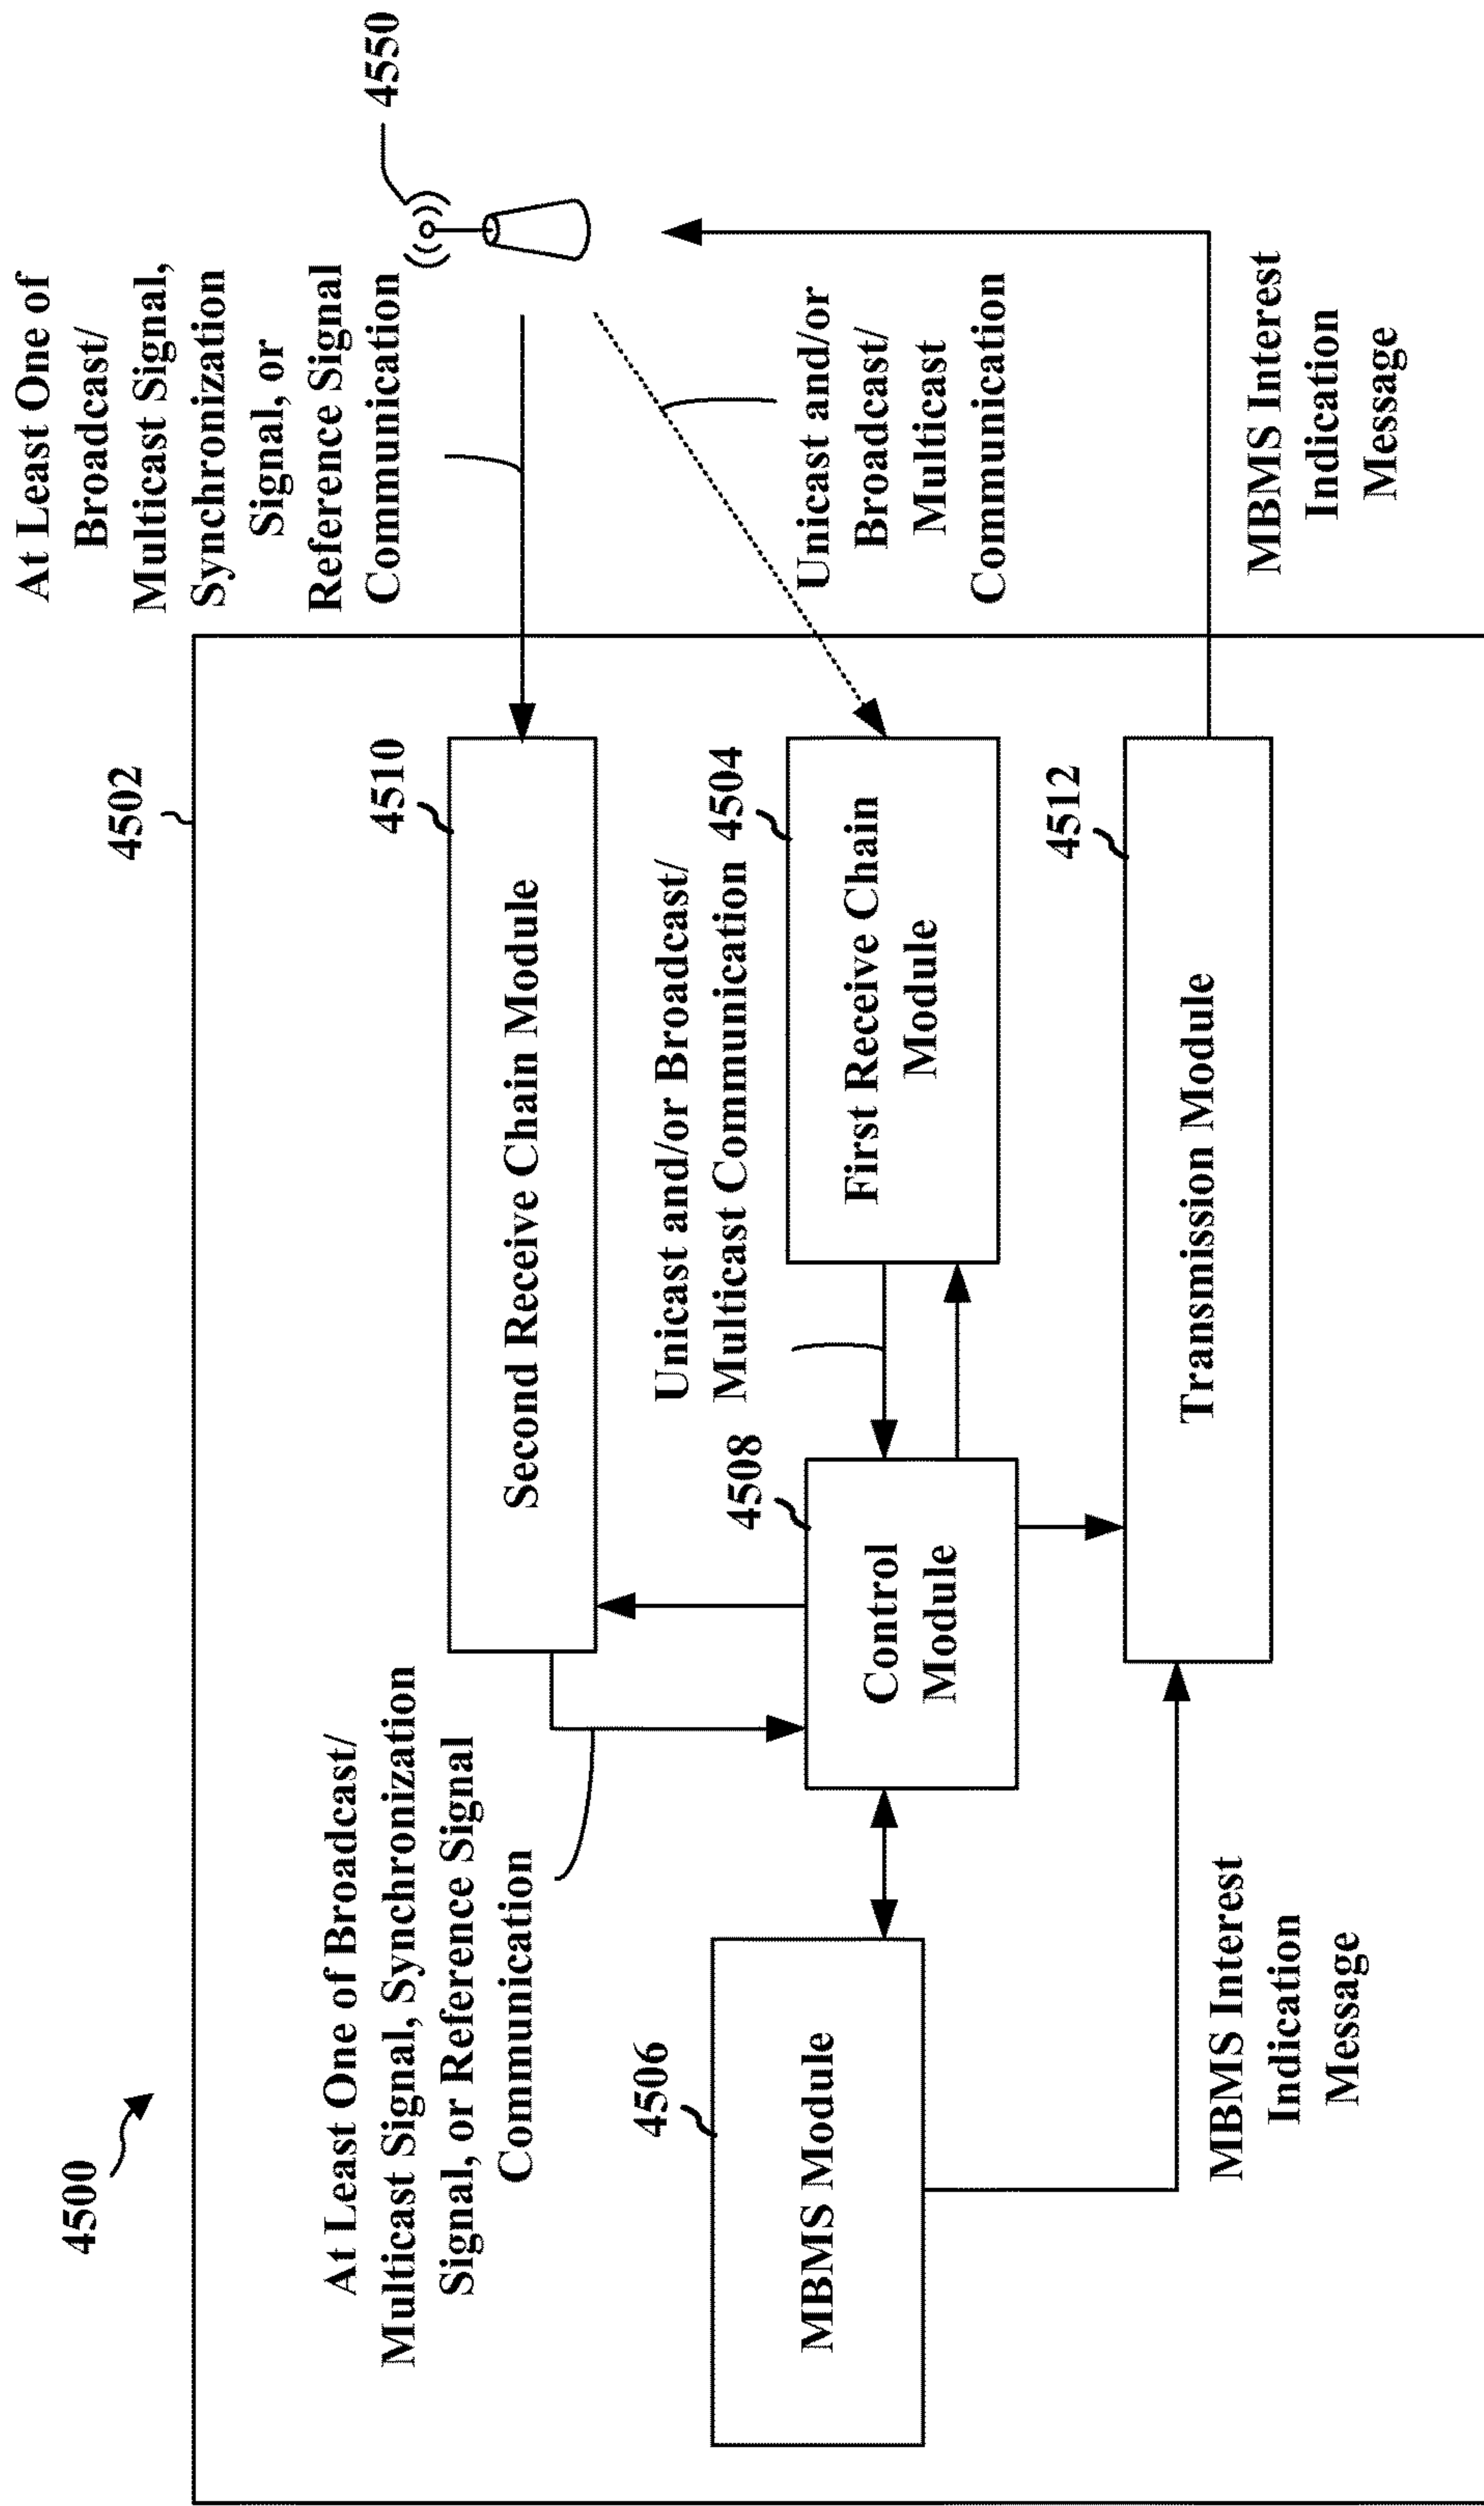 4500
4502
At Least One of
Broadcast/
Multicast Signal,
Synchronization
Signal, or
Reference Signal
Communication
4550
At Least One of Broadcast/
Multicast Signal, Synchronization
Signal, or Reference Signal
Communication
4510
Second Receive Chain Module
Unicast and/or Broadcast/
Multicast Communication
4504
First Receive Chain
Module
Unicast and/or
Broadcast/
Multicast
Communication
4506
MBMS Module
4508
Control
Module
4512
Transmission Module
MBMS Interest
Indication
Message
MBMS Interest
Indication
Message